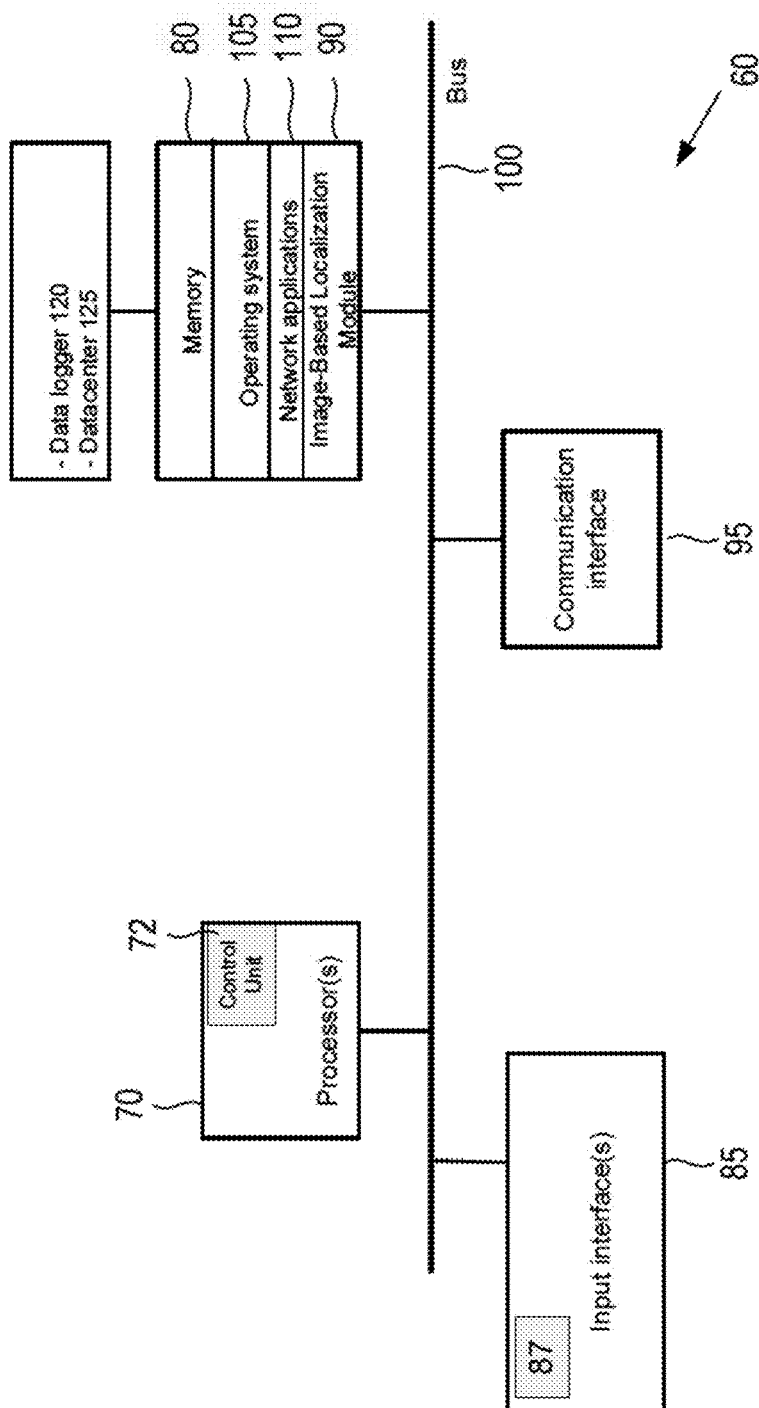 - Data logger 120
- Datacenter 125
80
105
110
90
Memory
Operating system
Network applications
Image-Based Localization
Module
70
72
Control
Unit
Processor(s)
Bus
100
60
87
Input interface(s)
85
Communication
interface
95